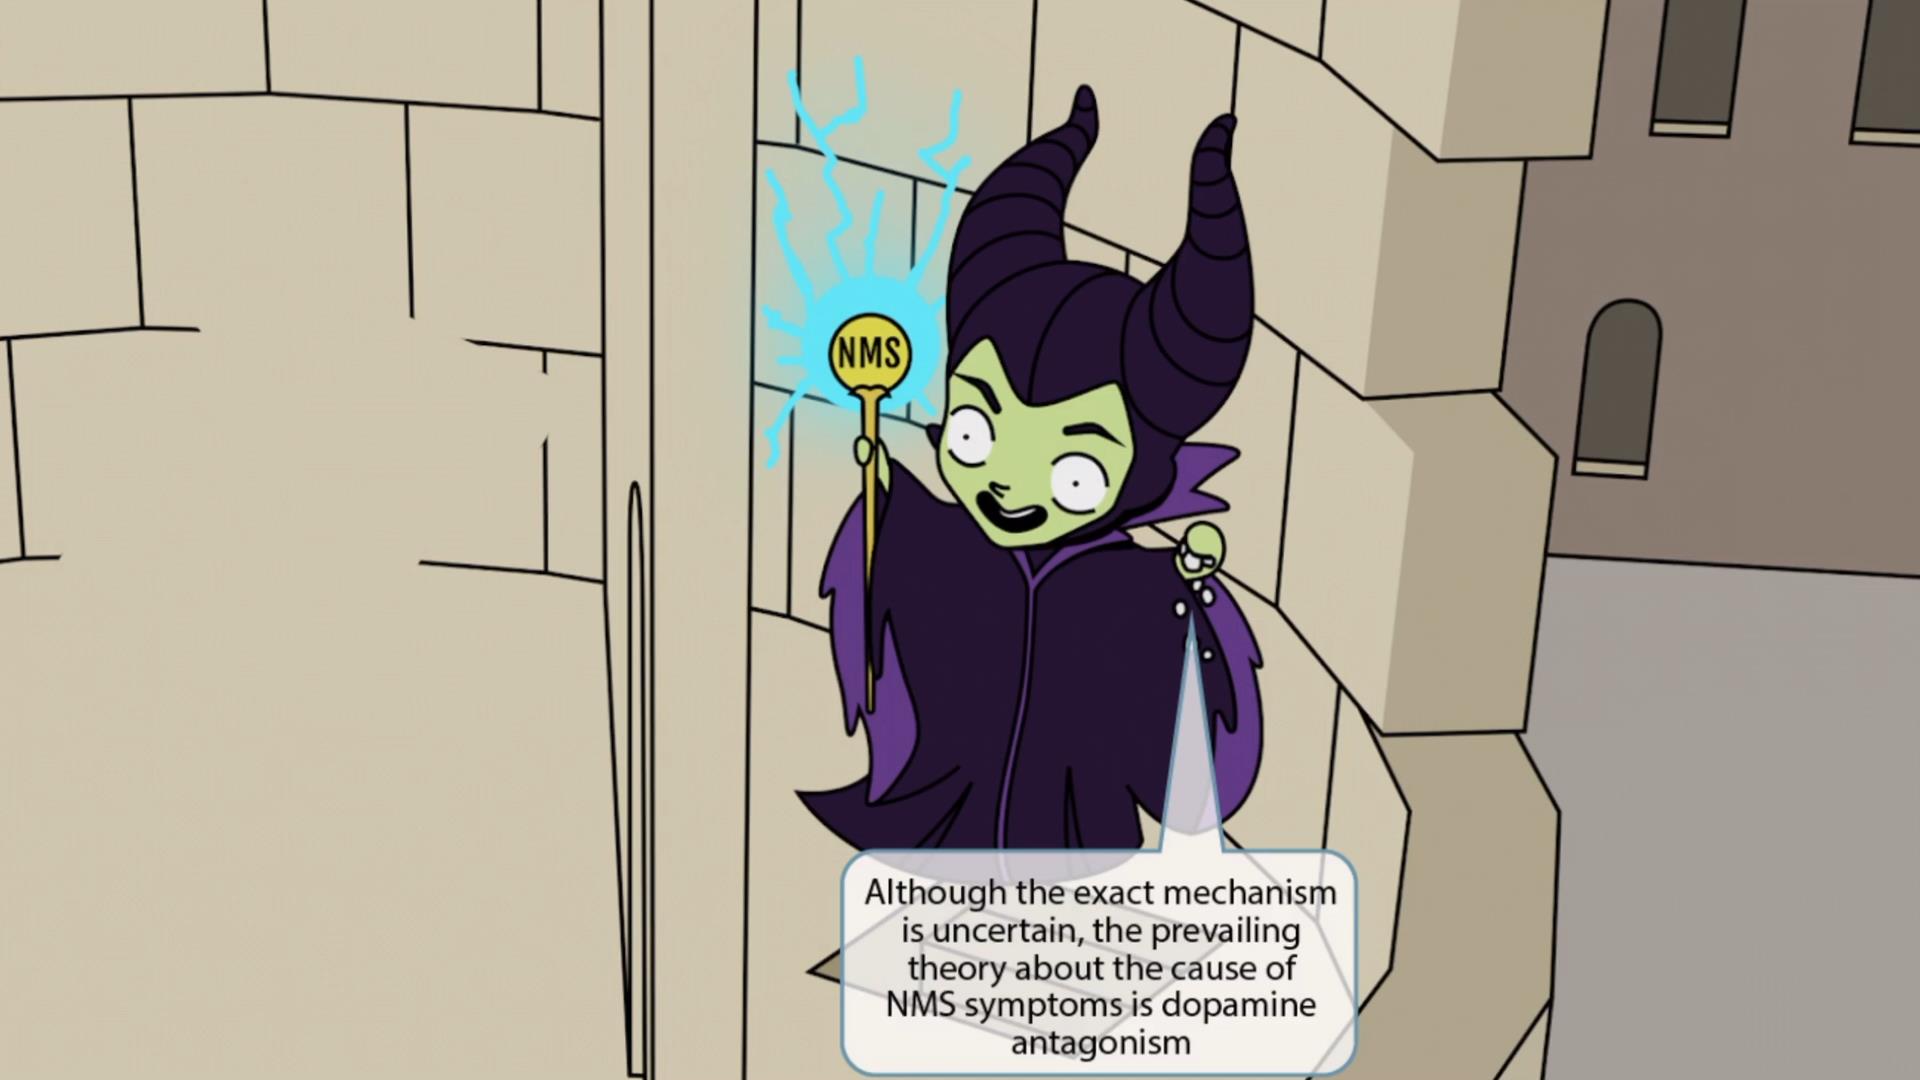 NMS
Although the exact mechanism
is uncertain, the prevailing
theory about the cause of
NMS symptoms is dopamine
antagonism